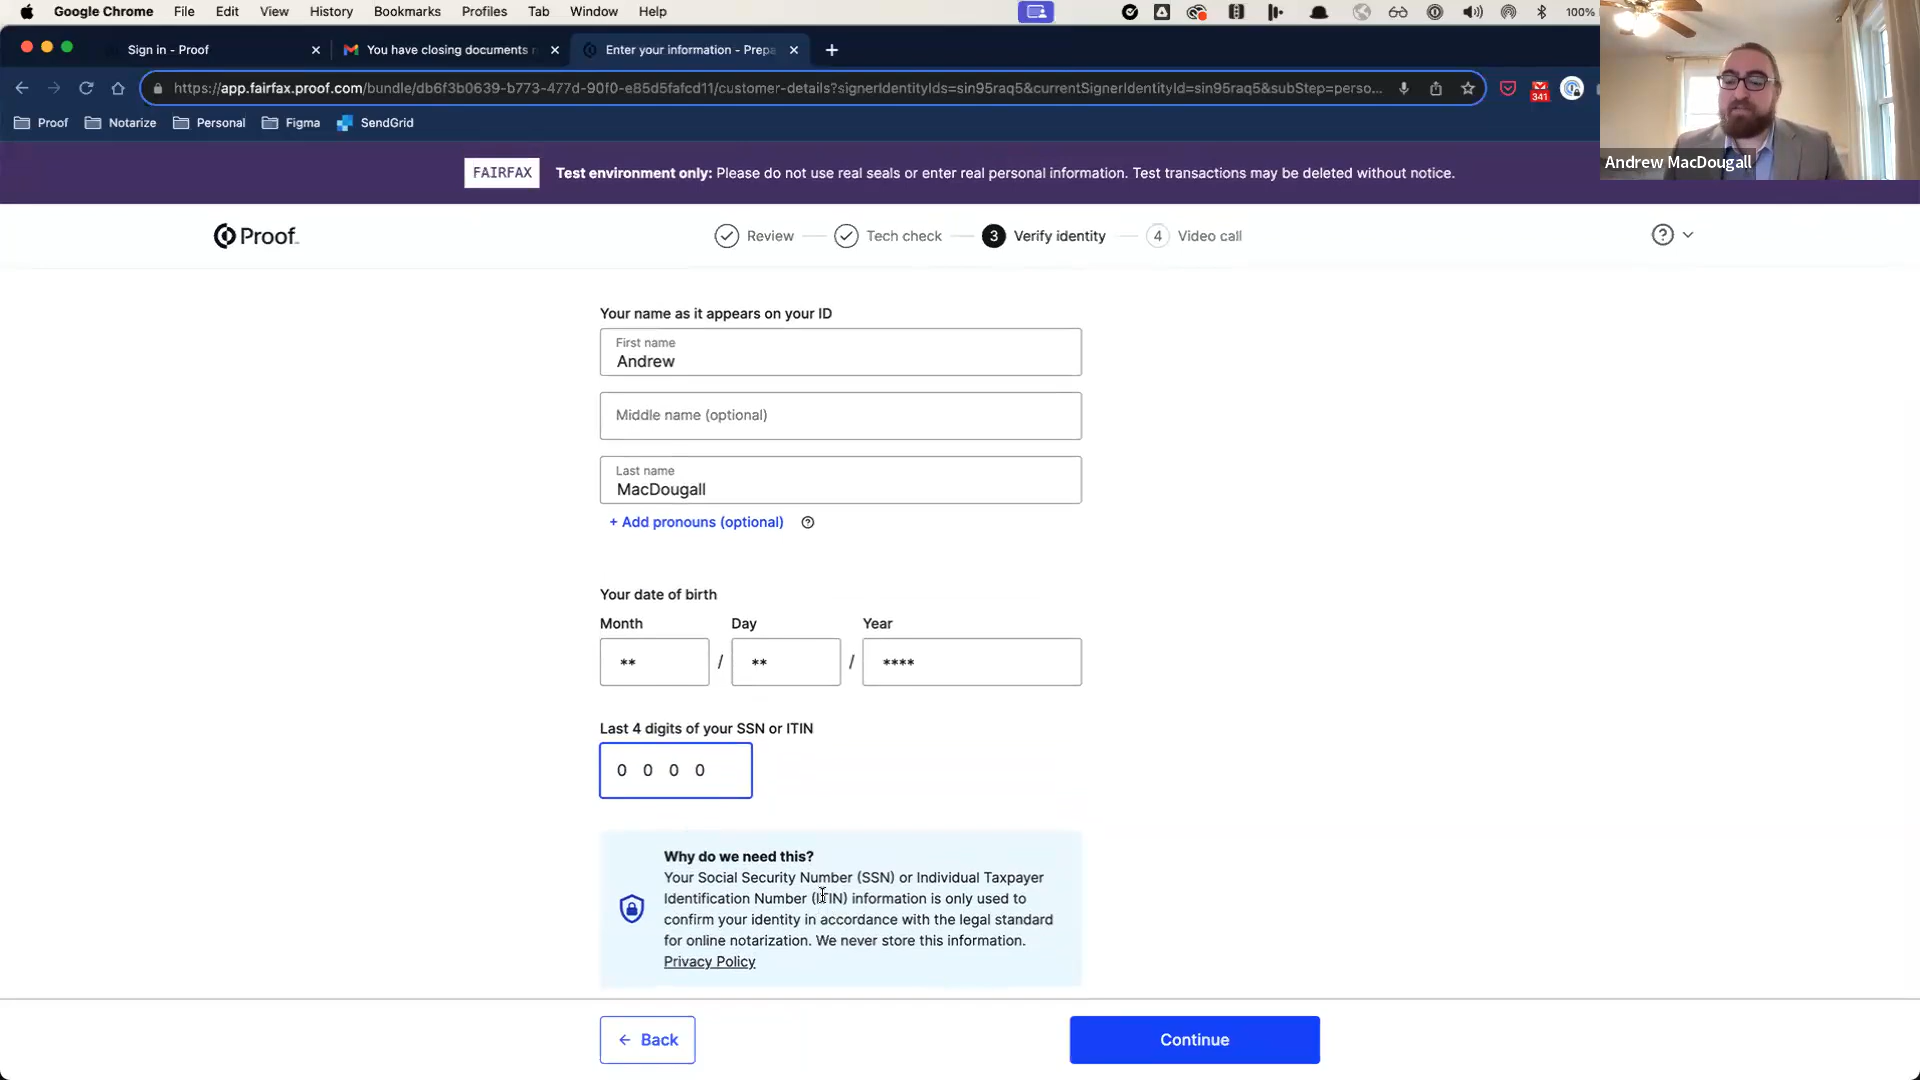 Google Chrome File Edit View History Bookmarks Profiles Tab Window Help 100%
Sign in - Proof
You have closing documents
Enter your information - Prepa
https://app.fairfax.proof.com/bundle/db6f3b0639-b773-477d-90f0-e85d5fafcd11/customer-details?signerIdentityIds=sin95raq5&currentSignerIdentityId=sin95raq5&subStep=perso...
341
Proof Notarize Personal Figma SendGrid
Andrew MacDougall
FAIRFAX Test environment only: Please do not use real seals or enter real personal information. Test transactions may be deleted without notice.
Proof
Review Tech check 3 Verify identity 4 Video call
?
Your name as it appears on your ID
First name
Andrew
Middle name (optional)
Last name
MacDougall
+ Add pronouns (optional) ?
Your date of birth
Month Day Year
** / ** / ****
Last 4 digits of your SSN or ITIN
0 0 0 0
Why do we need this?
Your Social Security Number (SSN) or Individual Taxpayer
Identification Number (ITIN) information is only used to
confirm your identity in accordance with the legal standard
for online notarization. We never store this information.
Privacy Policy
← Back
Continue